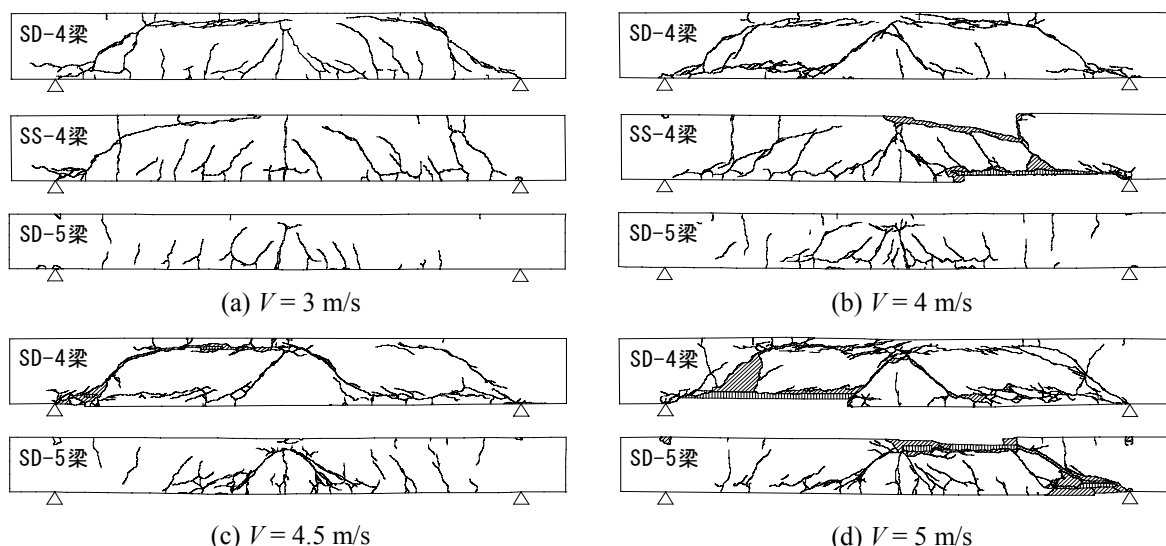 SD-4梁
SS-4梁
SD-5梁
(a) V = 3 m/s
SD-4梁
SS-4梁
SD-5梁
(b) V = 4 m/s
SD-4梁
SD-5梁
(c) V = 4.5 m/s
SD-4梁
SD-5梁
(d) V = 5 m/s